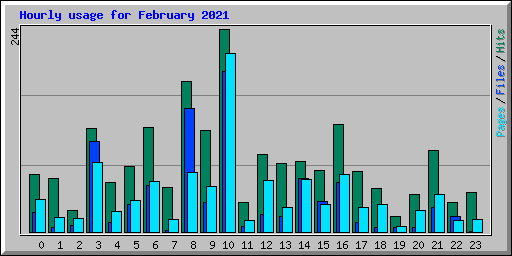 Hourly usage for February 2021
244
Pages/Files/Hits
0 1 2 3 4 5 6 7 8 9 10 11 12 13 14 15 16 17 18 19 20 21 22 23